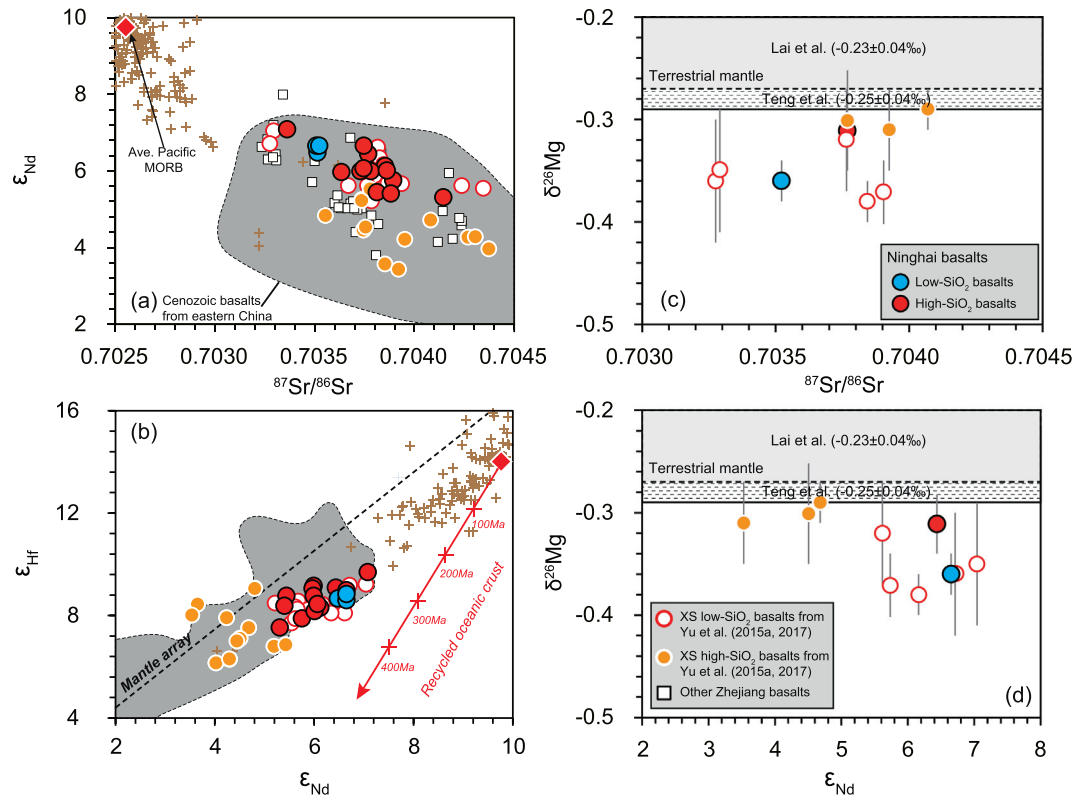 10
8
6
4
2
εNd
Ave. Pacific
MORB
(a)
Cenozoic basalts
from eastern China
0.7025
0.7030
0.7035
0.7040
0.7045
87Sr/86Sr
-0.2
-0.3
-0.4
-0.5
δ26Mg
Lai et al. (-0.23±0.04‰)
Terrestrial mantle
Teng et al. (-0.25±0.04‰)
(c)
Ninghai basalts
Low-SiO2 basalts
High-SiO2 basalts
0.7030
0.7035
0.7040
0.7045
87Sr/86Sr
16
12
8
4
εHf
(b)
Mantle array
100Ma
200Ma
300Ma
400Ma
Recycled oceanic crust
2
4
6
8
10
εNd
-0.2
-0.3
-0.4
-0.5
δ26Mg
Lai et al. (-0.23±0.04‰)
Terrestrial mantle
Teng et al. (-0.25±0.04‰)
XS low-SiO2 basalts from
Yu et al. (2015a, 2017)
XS high-SiO2 basalts from
Yu et al. (2015a, 2017)
Other Zhejiang basalts
(d)
2
3
4
5
6
7
8
εNd